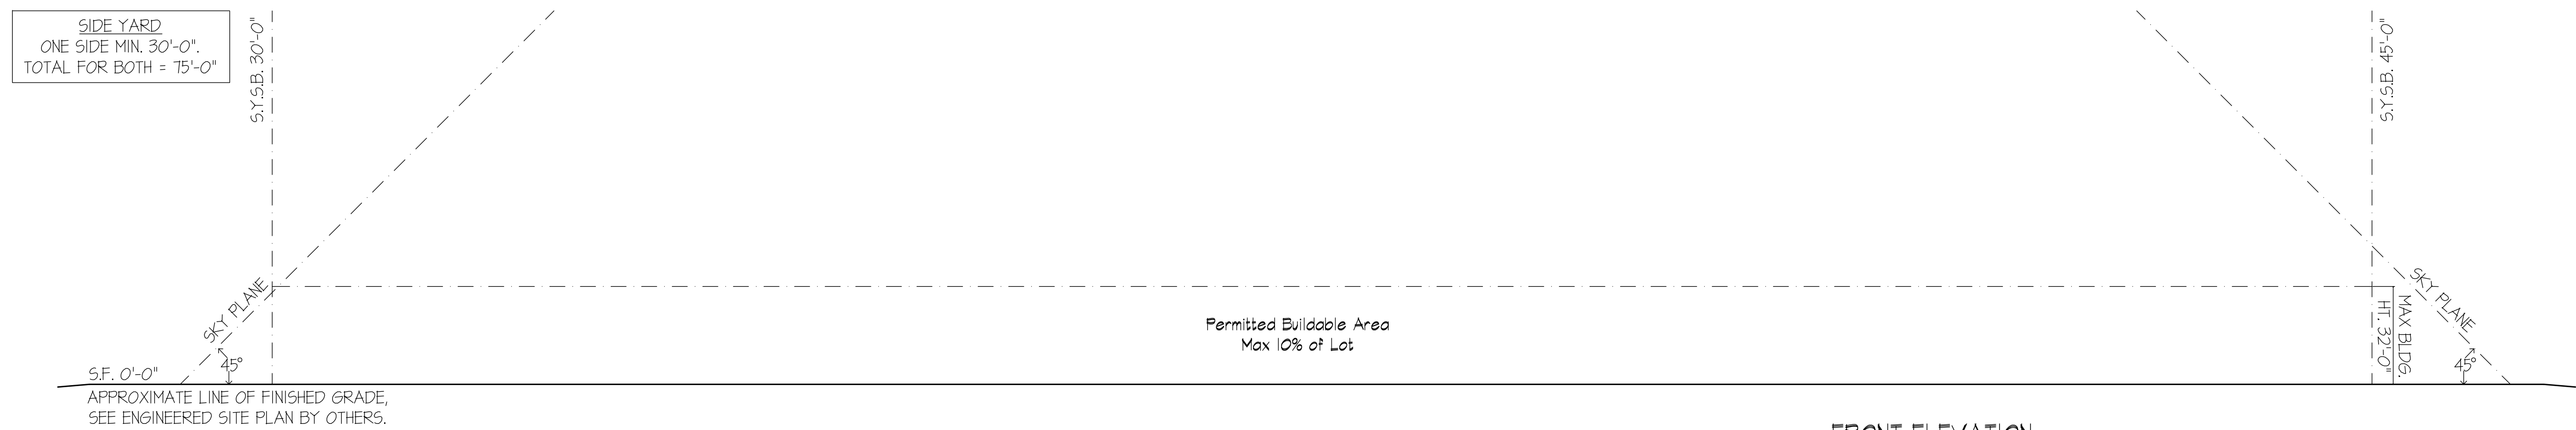 SIDE YARD
ONE SIDE MIN. 30'-0".
TOTAL FOR BOTH = 75'-0"
S.Y.S.B. 30'-0"
S.Y.S.B. 45'-0"
SKY PLANE
45°
S.F. 0'-0"
APPROXIMATE LINE OF FINISHED GRADE,
SEE ENGINEERED SITE PLAN BY OTHERS.
Permitted Buildable Area
Max 10% of Lot
MAX BLDG.
HT. 32'-0"
SKY PLANE
45°
FRONT ELEVATION